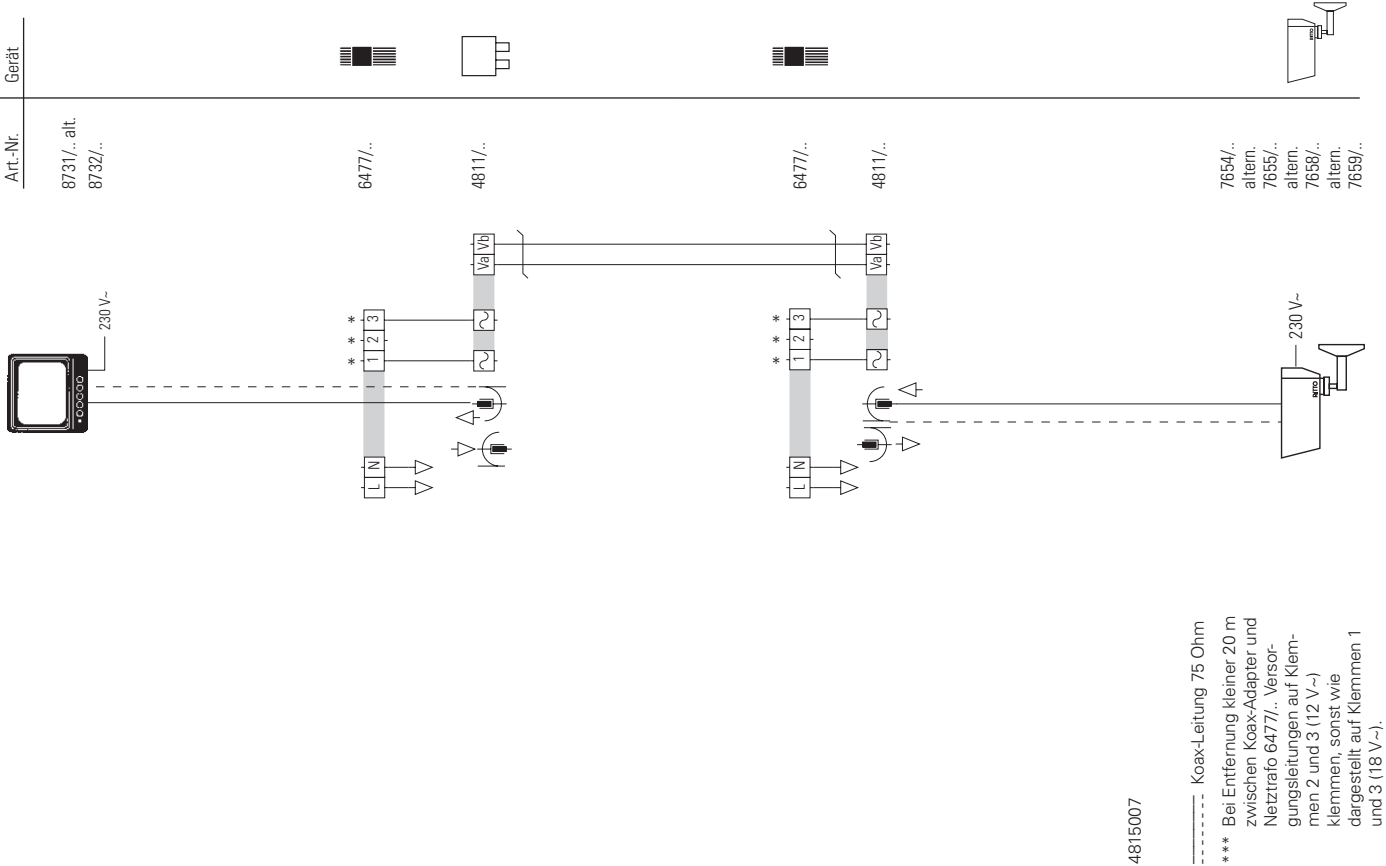 Art.-Nr. Gerät
8731/.. alt.
8732/..
230 V~
* * *
L N 1 2 3
6477/..
Va Vb
4811/..
* * *
L N 1 2 3
6477/..
Va Vb
4811/..
230 V~
RITTO
RITTO
7654/..
altern.
7655/..
altern.
7658/..
altern.
7659/..
4815007
Koax-Leitung 75 Ohm
*** Bei Entfernung kleiner 20 m
zwischen Koax-Adapter und
Netztrafo 6477/.. Versor-
gungsleitungen auf Klem-
men 2 und 3 (12 V~)
klemmen, sonst wie
dargestellt auf Klemmen 1
und 3 (18 V~).